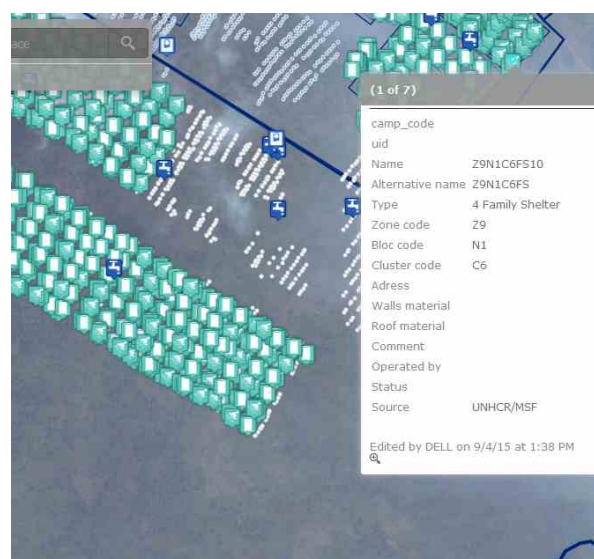 ace
(1 of 7)
camp_code
uid
Name Z9N1C6FS10
Alternative name Z9N1C6FS
Type 4 Family Shelter
Zone code Z9
Bloc code N1
Cluster code C6
Adress
Walls material
Roof material
Comment
Operated by
Status
Source UNHCR/MSF
Edited by DELL on 9/4/15 at 1:38 PM